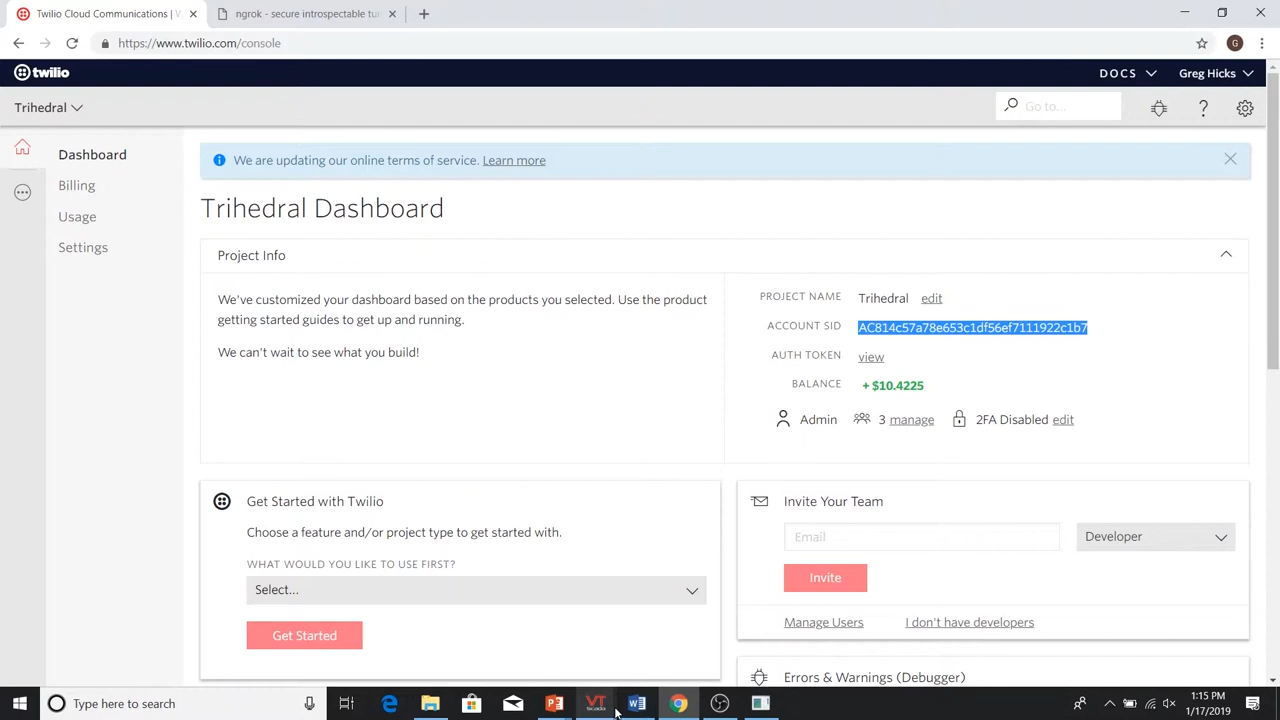 Twilio Cloud Communications | W
ngrok - secure introspectable tu
https://www.twilio.com/console
twilio
DOCS
Greg Hicks
Trihedral
Go to...
Dashboard
Billing
Usage
Settings
We are updating our online terms of service. Learn more
Trihedral Dashboard
Project Info
We've customized your dashboard based on the products you selected. Use the product
getting started guides to get up and running.
We can't wait to see what you build!
PROJECT NAME Trihedral edit
ACCOUNT SID AC814c57a78e653c1df56ef7111922c1b7
AUTH TOKEN view
BALANCE + $10.4225
Admin 3 manage 2FA Disabled edit
Get Started with Twilio
Choose a feature and/or project type to get started with.
WHAT WOULD YOU LIKE TO USE FIRST?
Select...
Get Started
Invite Your Team
Email
Developer
Invite
Manage Users I don't have developers
Errors & Warnings (Debugger)
Type here to search
1:15 PM
1/17/2019